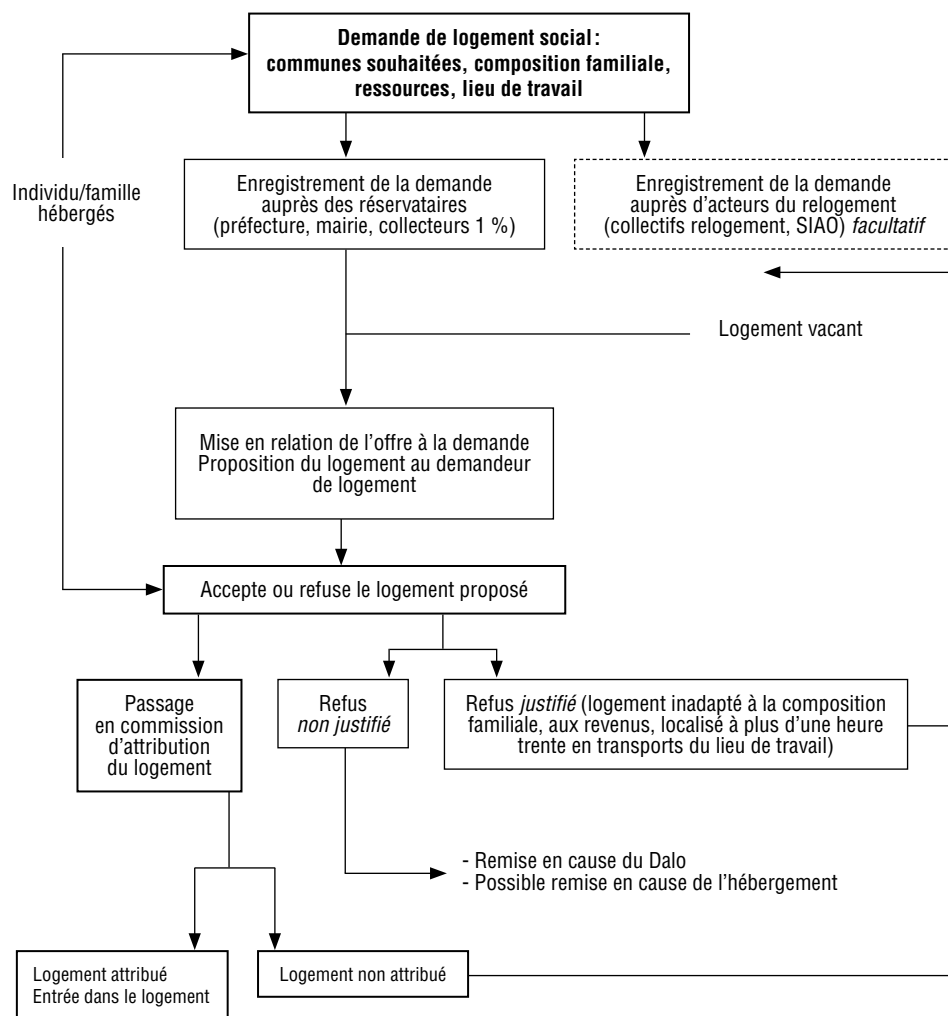 Demande de logement social :
communes souhaitées, composition familiale,
ressources, lieu de travail
Individu/famille
hébergés
Enregistrement de la demande
auprès des réservataires
(préfecture, mairie, collecteurs 1 %)
Enregistrement de la demande
auprès d'acteurs du relogement
(collectifs relogement, SIAO) facultatif
Logement vacant
Mise en relation de l'offre à la demande
Proposition du logement au demandeur
de logement
Accepte ou refuse le logement proposé
Passage
en commission
d'attribution
du logement
Refus
non justifié
Refus justifié (logement inadapté à la composition
familiale, aux revenus, localisé à plus d'une heure
trente en transports du lieu de travail)
- Remise en cause du Dalo
- Possible remise en cause de l'hébergement
Logement attribué
Entrée dans le logement
Logement non attribué